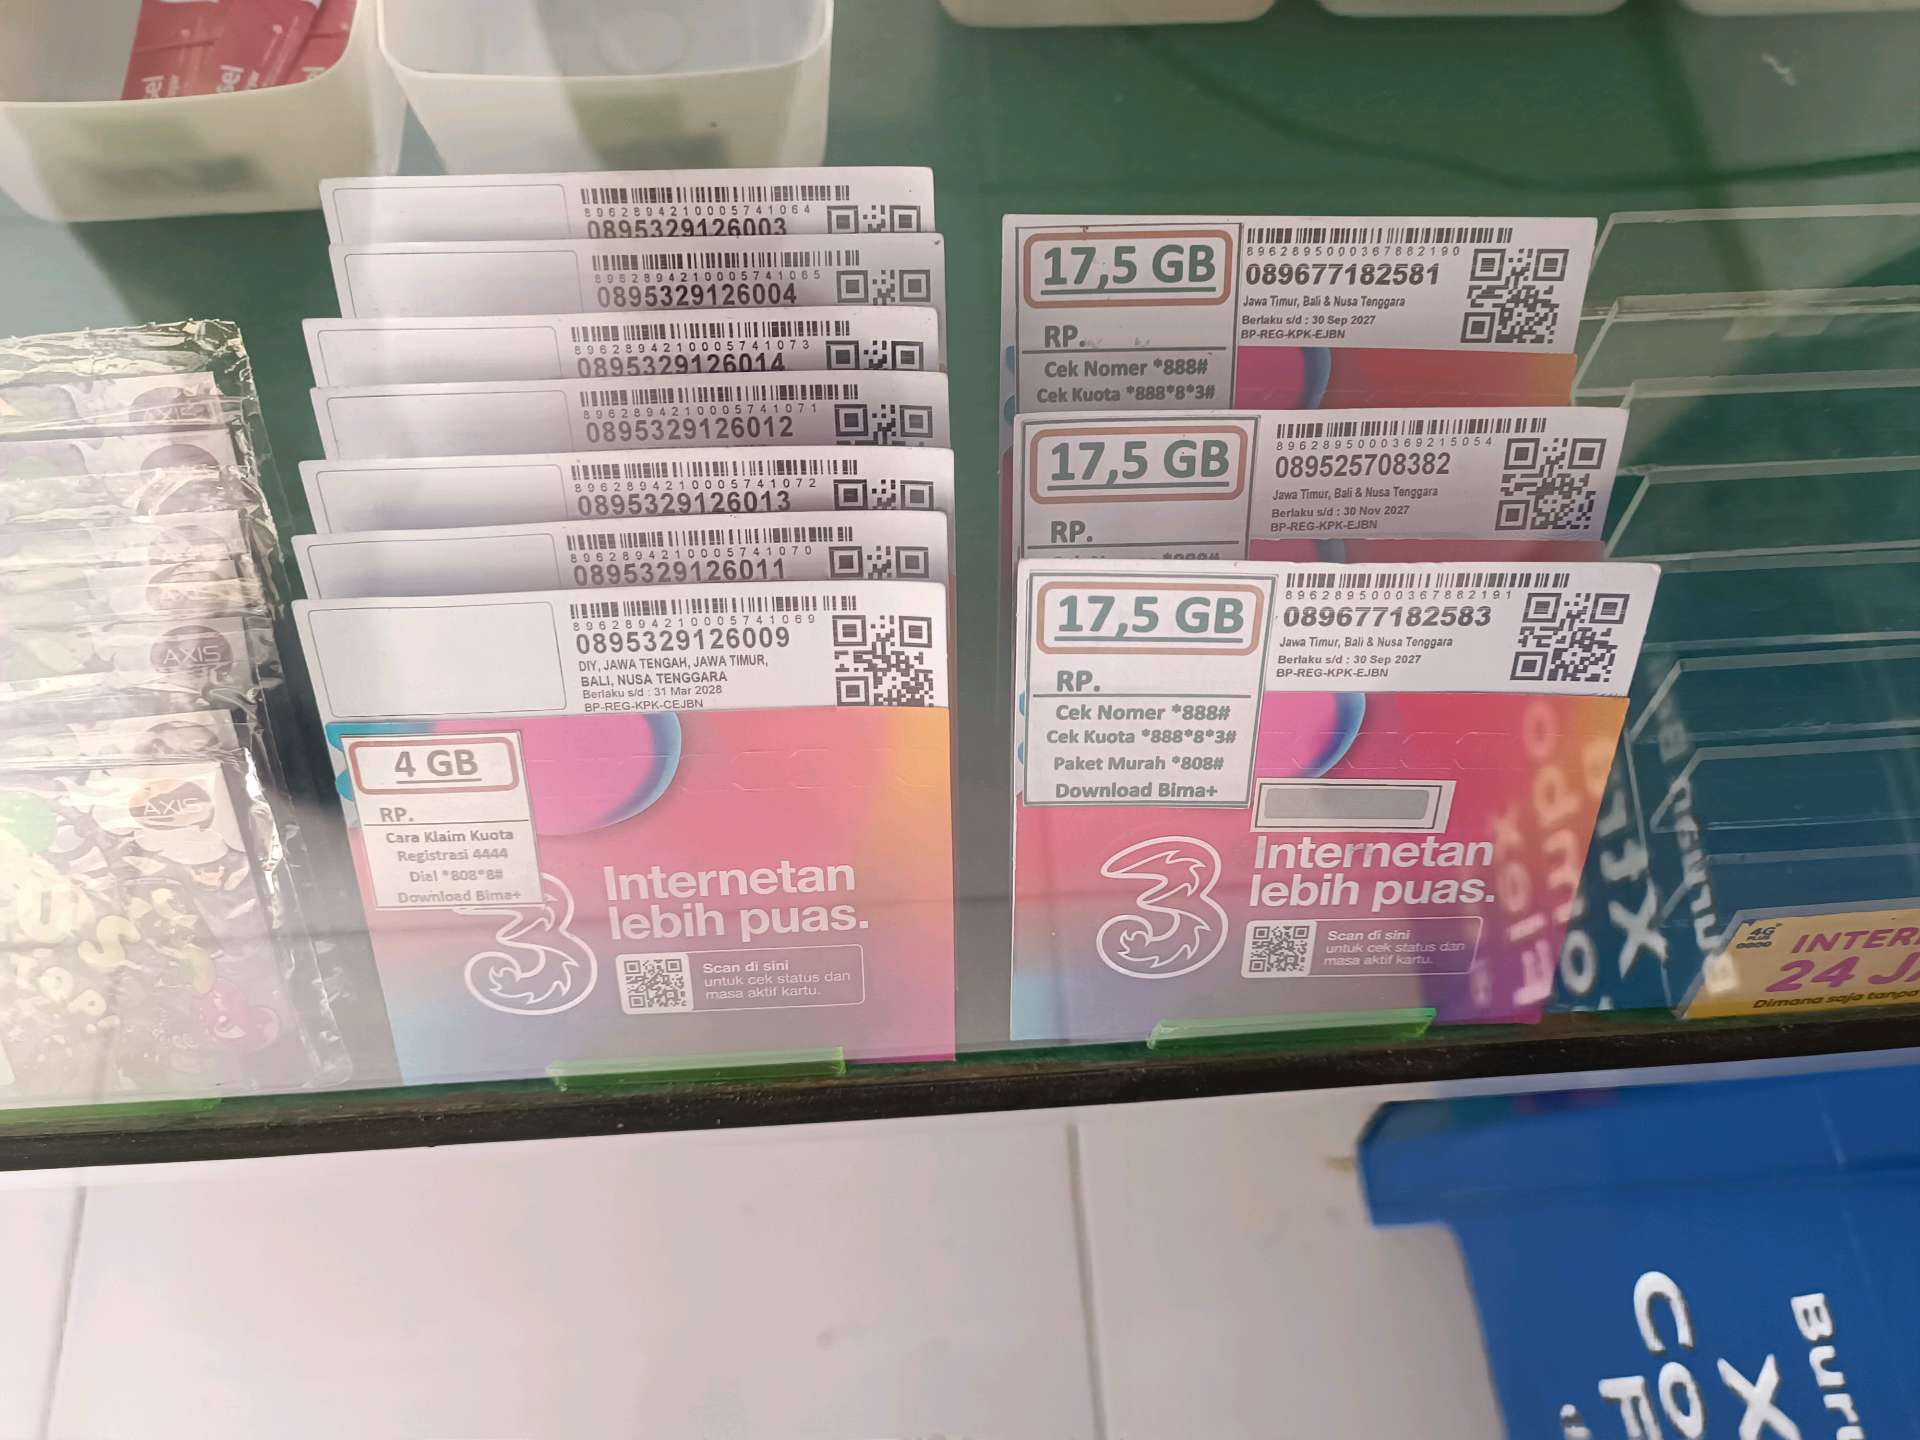 8962894210005741064
0895329126003
8962894210005741065
0895329126004
8962894210005741073
0895329126014
8962894210005741071
0895329126012
8962894210005741072
0895329126013
8962894210005741070
0895329126011
8962894210005741069
0895329126009
DIY, JAWA TENGAH, JAWA TIMUR,
BALI, NUSA TENGGARA
Berlaku s/d : 31 Mar 2028
BP-REG-KPK-CEJBN
4 GB
RP.
Cara Klaim Kuota
Registrasi 4444
Dial *808*8#
Download Bima+
Internetan
lebih puas.
Scan di sini
untuk cek status dan
masa aktif kartu.
17,5 GB
RP.
Cek Nomer *888#
Cek Kuota *888*8*3#
8962895000367882190
089677182581
Jawa Timur, Bali & Nusa Tenggara
Berlaku s/d : 30 Sep 2027
BP-REG-KPK-EJBN
17,5 GB
RP.
8962895000369215054
089525708382
Jawa Timur, Bali & Nusa Tenggara
Berlaku s/d : 30 Nov 2027
BP-REG-KPK-EJBN
17,5 GB
RP.
Cek Nomer *888#
Cek Kuota *888*8*3#
Paket Murah *808#
Download Bima+
8962895000367882191
089677182583
Jawa Timur, Bali & Nusa Tenggara
Berlaku s/d : 30 Sep 2027
BP-REG-KPK-EJBN
Internetan
lebih puas.
Scan di sini
untuk cek status dan
masa aktif kartu.
AXIS
AXIS
AXIS
4G
PLUS
24 J
Dimana saja